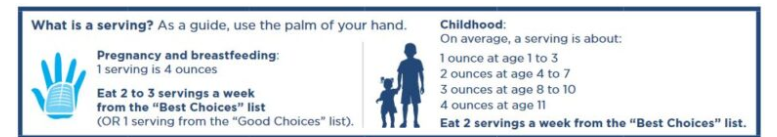 What is a serving? As a guide, use the palm of your hand.
Pregnancy and breastfeeding:
1 serving is 4 ounces
Eat 2 to 3 servings a week
from the “Best Choices” list
(OR 1 serving from the “Good Choices” list).
Childhood:
On average, a serving is about:
1 ounce at age 1 to 3
2 ounces at age 4 to 7
3 ounces at age 8 to 10
4 ounces at age 11
Eat 2 servings a week from the “Best Choices” list.